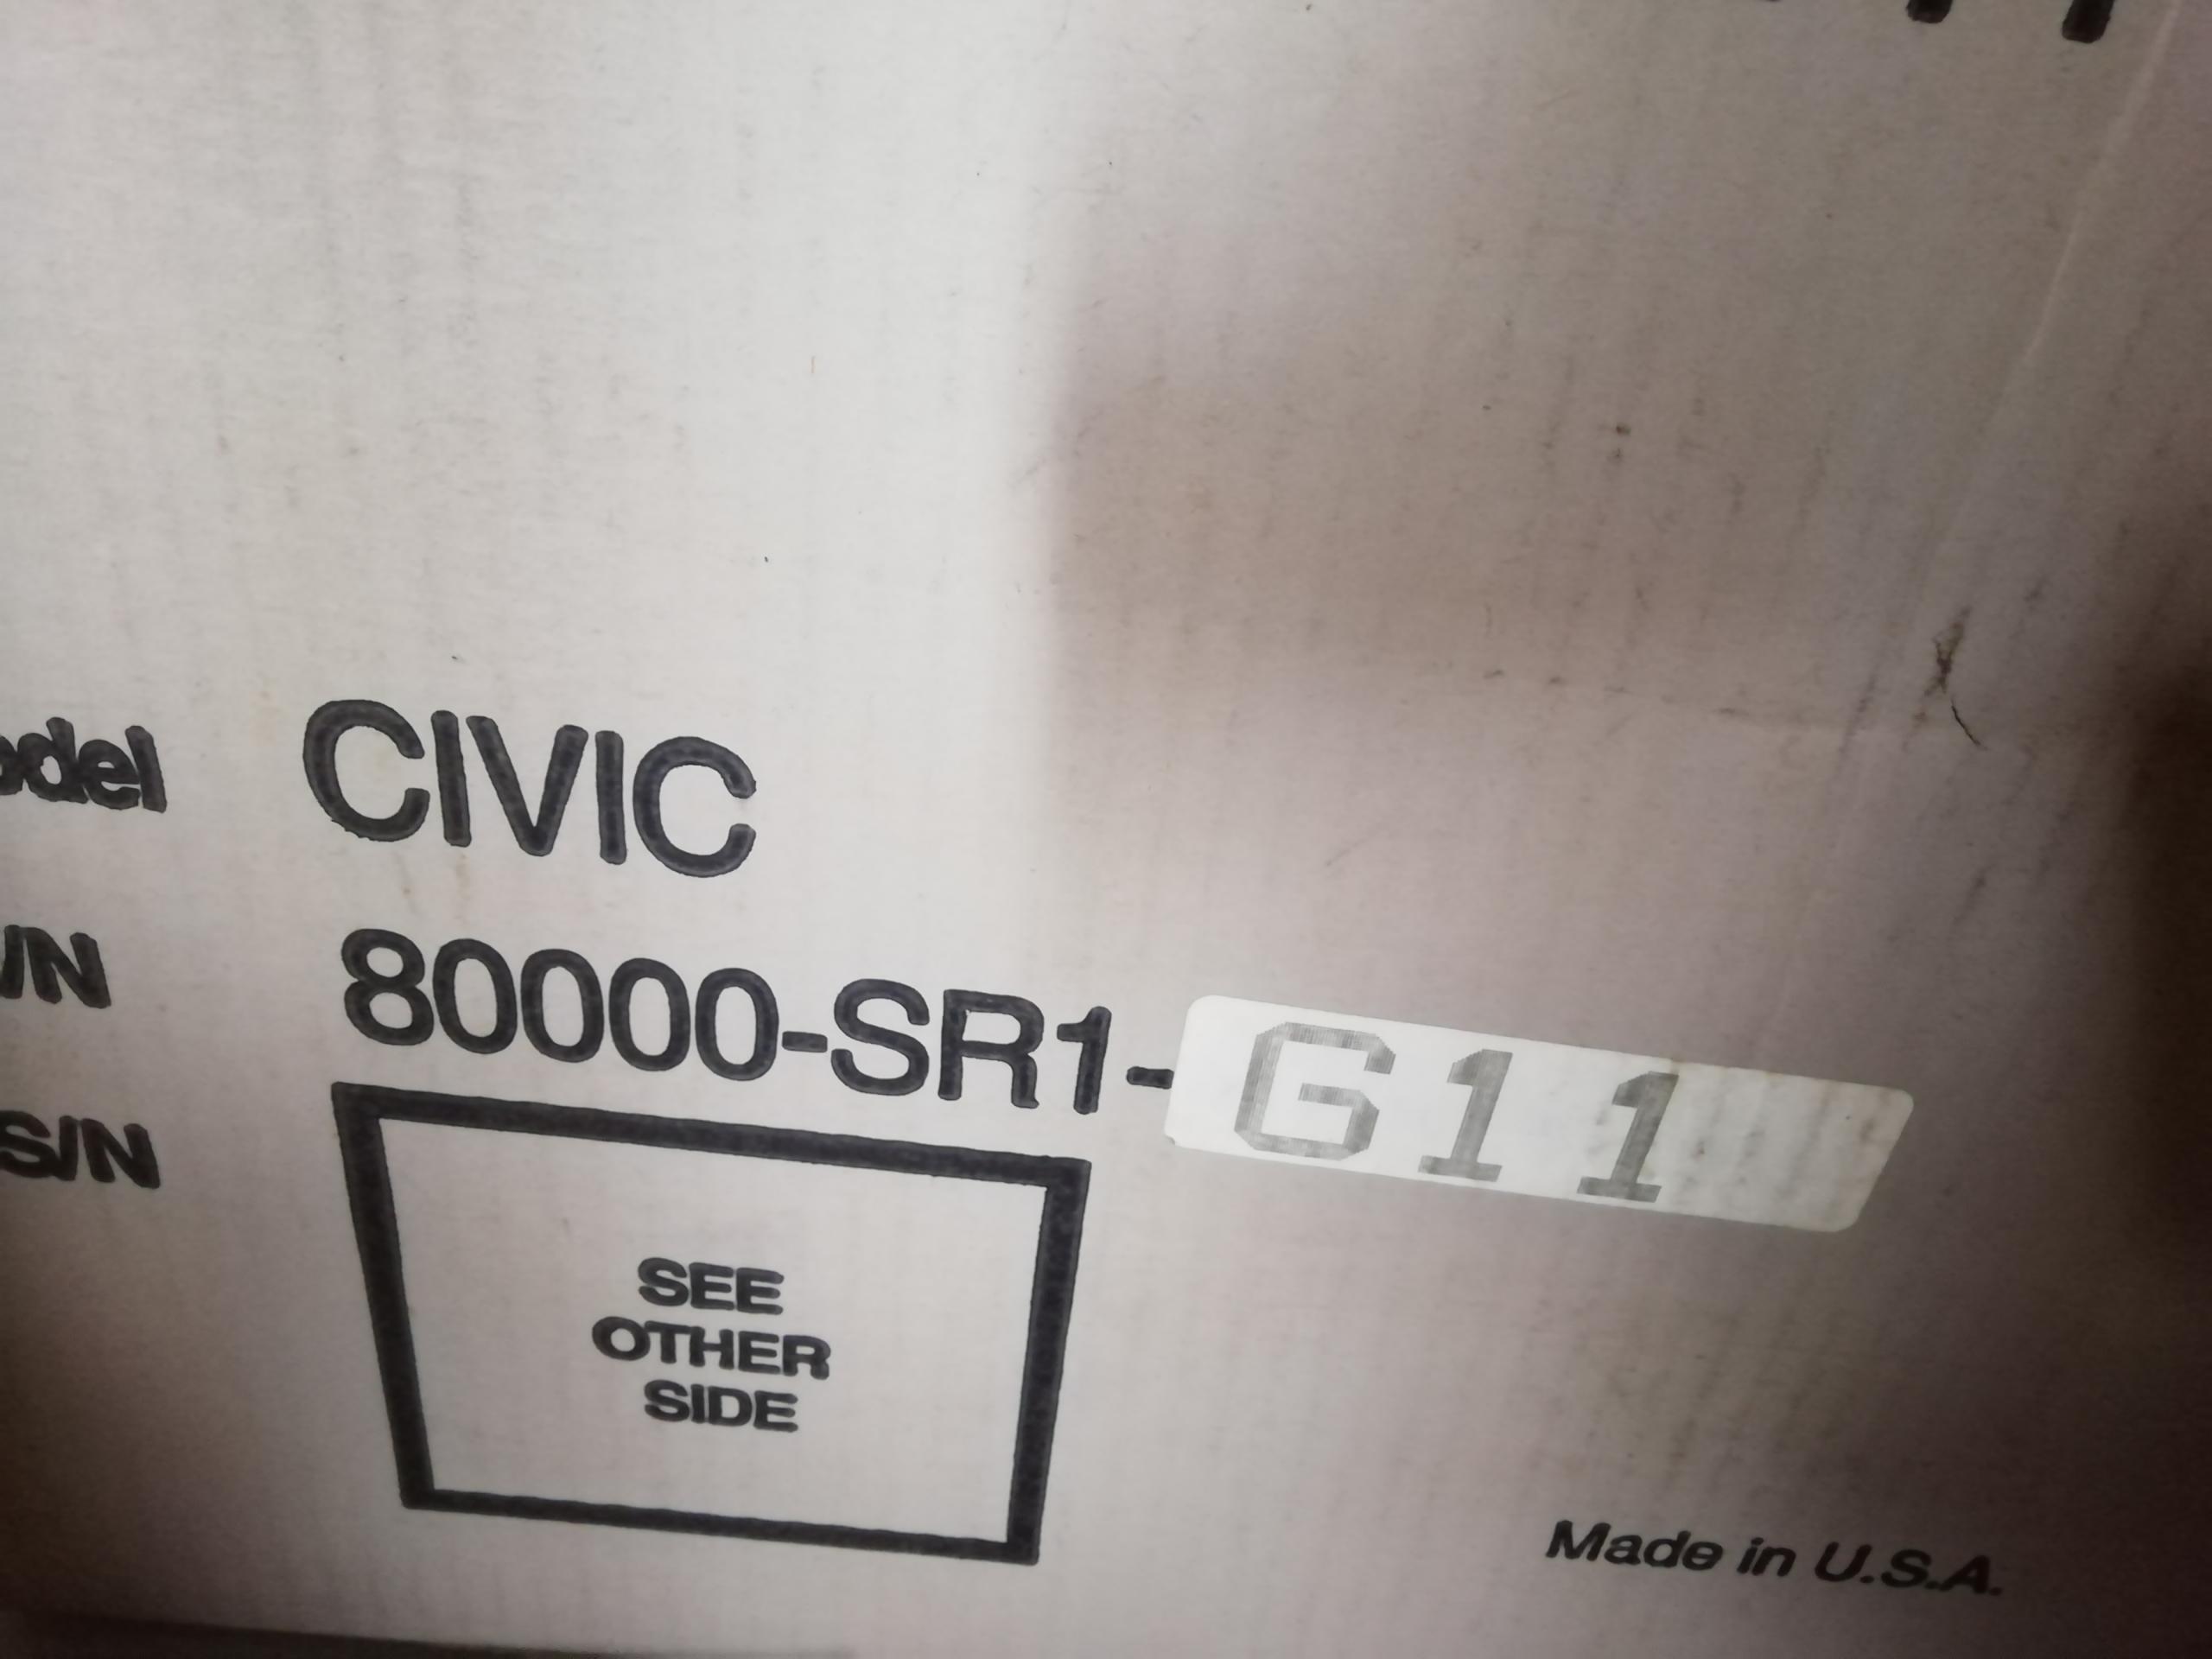 CIVIC
80000-SR1-G11
S/N
SEE
OTHER
SIDE
Made in U.S.A.